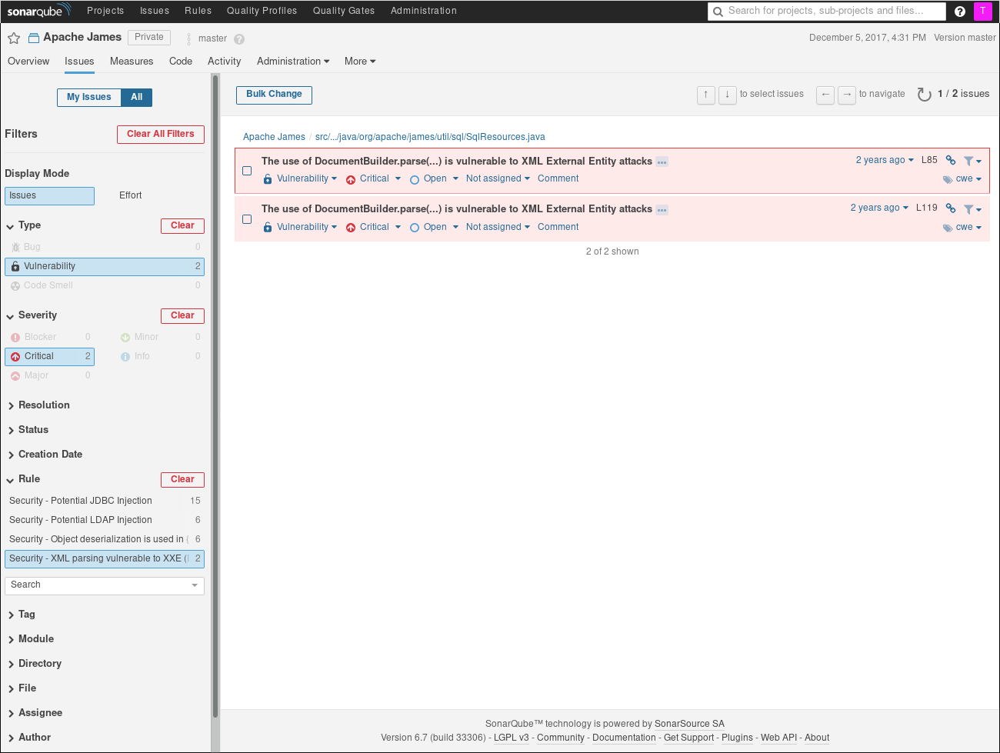 sonarqube Projects Issues Rules Quality Profiles Quality Gates Administration Search for projects, sub-projects and files... ? T
Apache James Private master ? December 5, 2017, 4:31 PM Version master
Overview Issues Measures Code Activity Administration More
My Issues All
Bulk Change ↑ ↓ to select issues ← → to navigate 1 / 2 issues
Filters Clear All Filters
Display Mode
Issues Effort
Type Clear
Bug 0
Vulnerability 2
Code Smell 0
Severity Clear
Blocker 0 Minor 0
Critical 2 Info 0
Major 0
Resolution
Status
Creation Date
Rule Clear
Security - Potential JDBC Injection 15
Security - Potential LDAP Injection 6
Security - Object deserialization is used in 6
Security - XML parsing vulnerable to XXE ( 2
Search
Tag
Module
Directory
File
Assignee
Author
Apache James / src/.../java/org/apache/james/util/sql/SqlResources.java
The use of DocumentBuilder.parse(...) is vulnerable to XML External Entity attacks ... 2 years ago L85
Vulnerability Critical Open Not assigned Comment cwe
The use of DocumentBuilder.parse(...) is vulnerable to XML External Entity attacks ... 2 years ago L119
Vulnerability Critical Open Not assigned Comment cwe
2 of 2 shown
SonarQube™ technology is powered by SonarSource SA
Version 6.7 (build 33306) - LGPL v3 - Community - Documentation - Get Support - Plugins - Web API - About